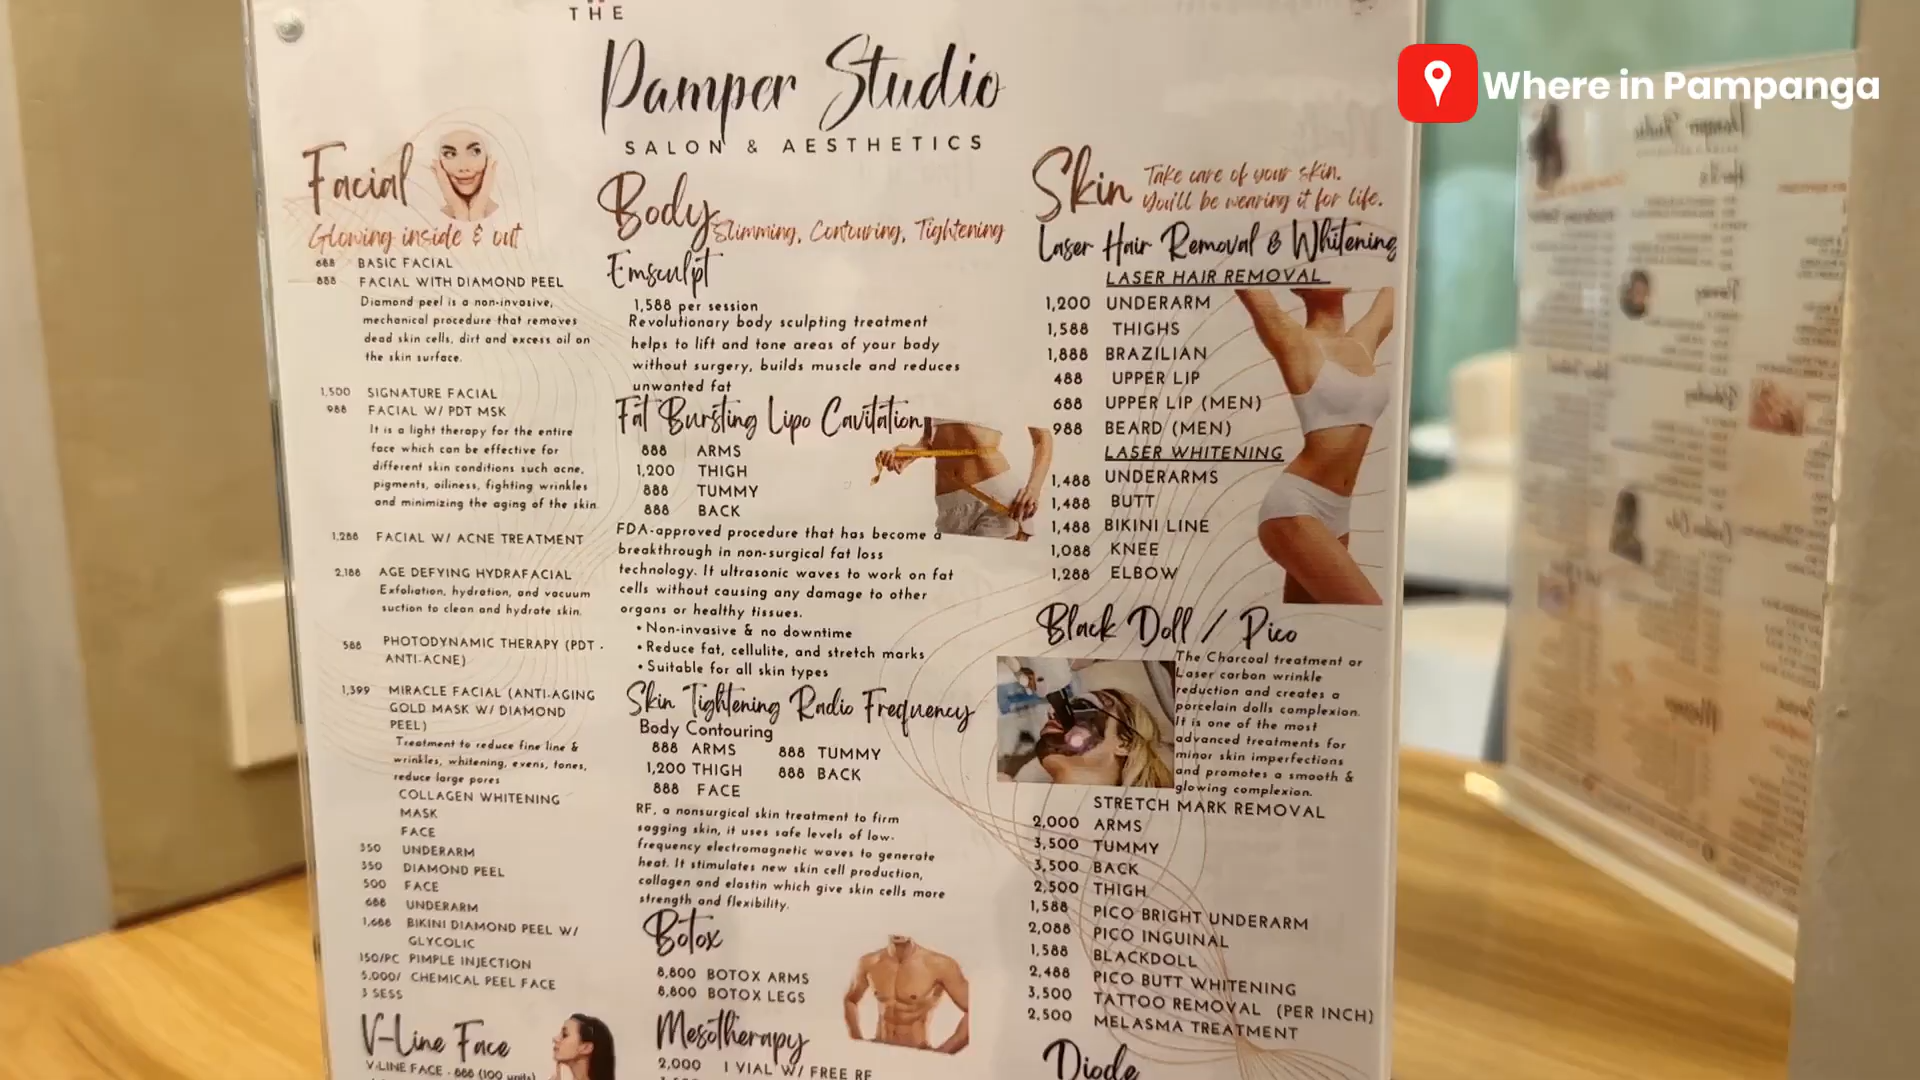 THE
Pamper Studio
SALON & AESTHETICS
Where in Pampanga
Facial
Glowing inside & out
688 BASIC FACIAL
888 FACIAL WITH DIAMOND PEEL
Diamond peel is a non-invasive,
mechanical procedure that removes
dead skin cells, dirt and excess oil on
the skin surface.
1,500 SIGNATURE FACIAL
988 FACIAL W/ PDT MSK
It is a light therapy for the entire
face which can be effective for
different skin conditions such acne,
pigments, oiliness, fighting wrinkles
and minimizing the aging of the skin.
1,288 FACIAL W/ ACNE TREATMENT
2,188 AGE DEFYING HYDRAFACIAL
Exfoliation, hydration, and vacuum
suction to clean and hydrate skin.
588 PHOTODYNAMIC THERAPY (PDT -
ANTI-ACNE)
1,399 MIRACLE FACIAL (ANTI-AGING
GOLD MASK W/ DIAMOND
PEEL)
Treatment to reduce fine line &
wrinkles, whitening, evens, tones,
reduce large pores
COLLAGEN WHITENING
MASK
FACE
350 UNDERARM
350 DIAMOND PEEL
500 FACE
688 UNDERARM
1,688 BIKINI DIAMOND PEEL W/
GLYCOLIC
150/PC PIMPLE INJECTION
5,000/ CHEMICAL PEEL FACE
3 SESS
V-Line Face
V-LINE FACE - 888 (100 units)
Body Slimming, Contouring, Tightening
Emsculpt
1,588 per session
Revolutionary body sculpting treatment
helps to lift and tone areas of your body
without surgery, builds muscle and reduces
unwanted fat
Fat Bursting Lipo Cavitation
888 ARMS
1,200 THIGH
888 TUMMY
888 BACK
FDA-approved procedure that has become a
breakthrough in non-surgical fat loss
technology. It ultrasonic waves to work on fat
cells without causing any damage to other
organs or healthy tissues.
• Non-invasive & no downtime
• Reduce fat, cellulite, and stretch marks
• Suitable for all skin types
Skin Tightening Radio Frequency
Body Contouring
888 ARMS 888 TUMMY
1,200 THIGH 888 BACK
888 FACE
RF, a nonsurgical skin treatment to firm
sagging skin, it uses safe levels of low-
frequency electromagnetic waves to generate
heat. It stimulates new skin cell production,
collagen and elastin which give skin cells more
strength and flexibility.
Botox
8,800 BOTOX ARMS
8,800 BOTOX LEGS
Mesotherapy
2,000 1 VIAL W/ FREE RF
Skin Take care of your skin.
You'll be wearing it for life.
Laser Hair Removal & Whitening
LASER HAIR REMOVAL
1,200 UNDERARM
1,588 THIGHS
1,888 BRAZILIAN
488 UPPER LIP
688 UPPER LIP (MEN)
988 BEARD (MEN)
LASER WHITENING
1,488 UNDERARMS
1,488 BUTT
1,488 BIKINI LINE
1,088 KNEE
1,288 ELBOW
Black Doll / Pico
The Charcoal treatment or
Laser carbon wrinkle
reduction and creates a
porcelain dolls complexion.
It is one of the most
advanced treatments for
minor skin imperfections
and promotes a smooth &
glowing complexion.
STRETCH MARK REMOVAL
2,000 ARMS
3,500 TUMMY
3,500 BACK
2,500 THIGH
1,588 PICO BRIGHT UNDERARM
2,088 PICO INGUINAL
1,588 BLACKDOLL
2,488 PICO BUTT WHITENING
3,500 TATTOO REMOVAL (PER INCH)
2,500 MELASMA TREATMENT
Diode